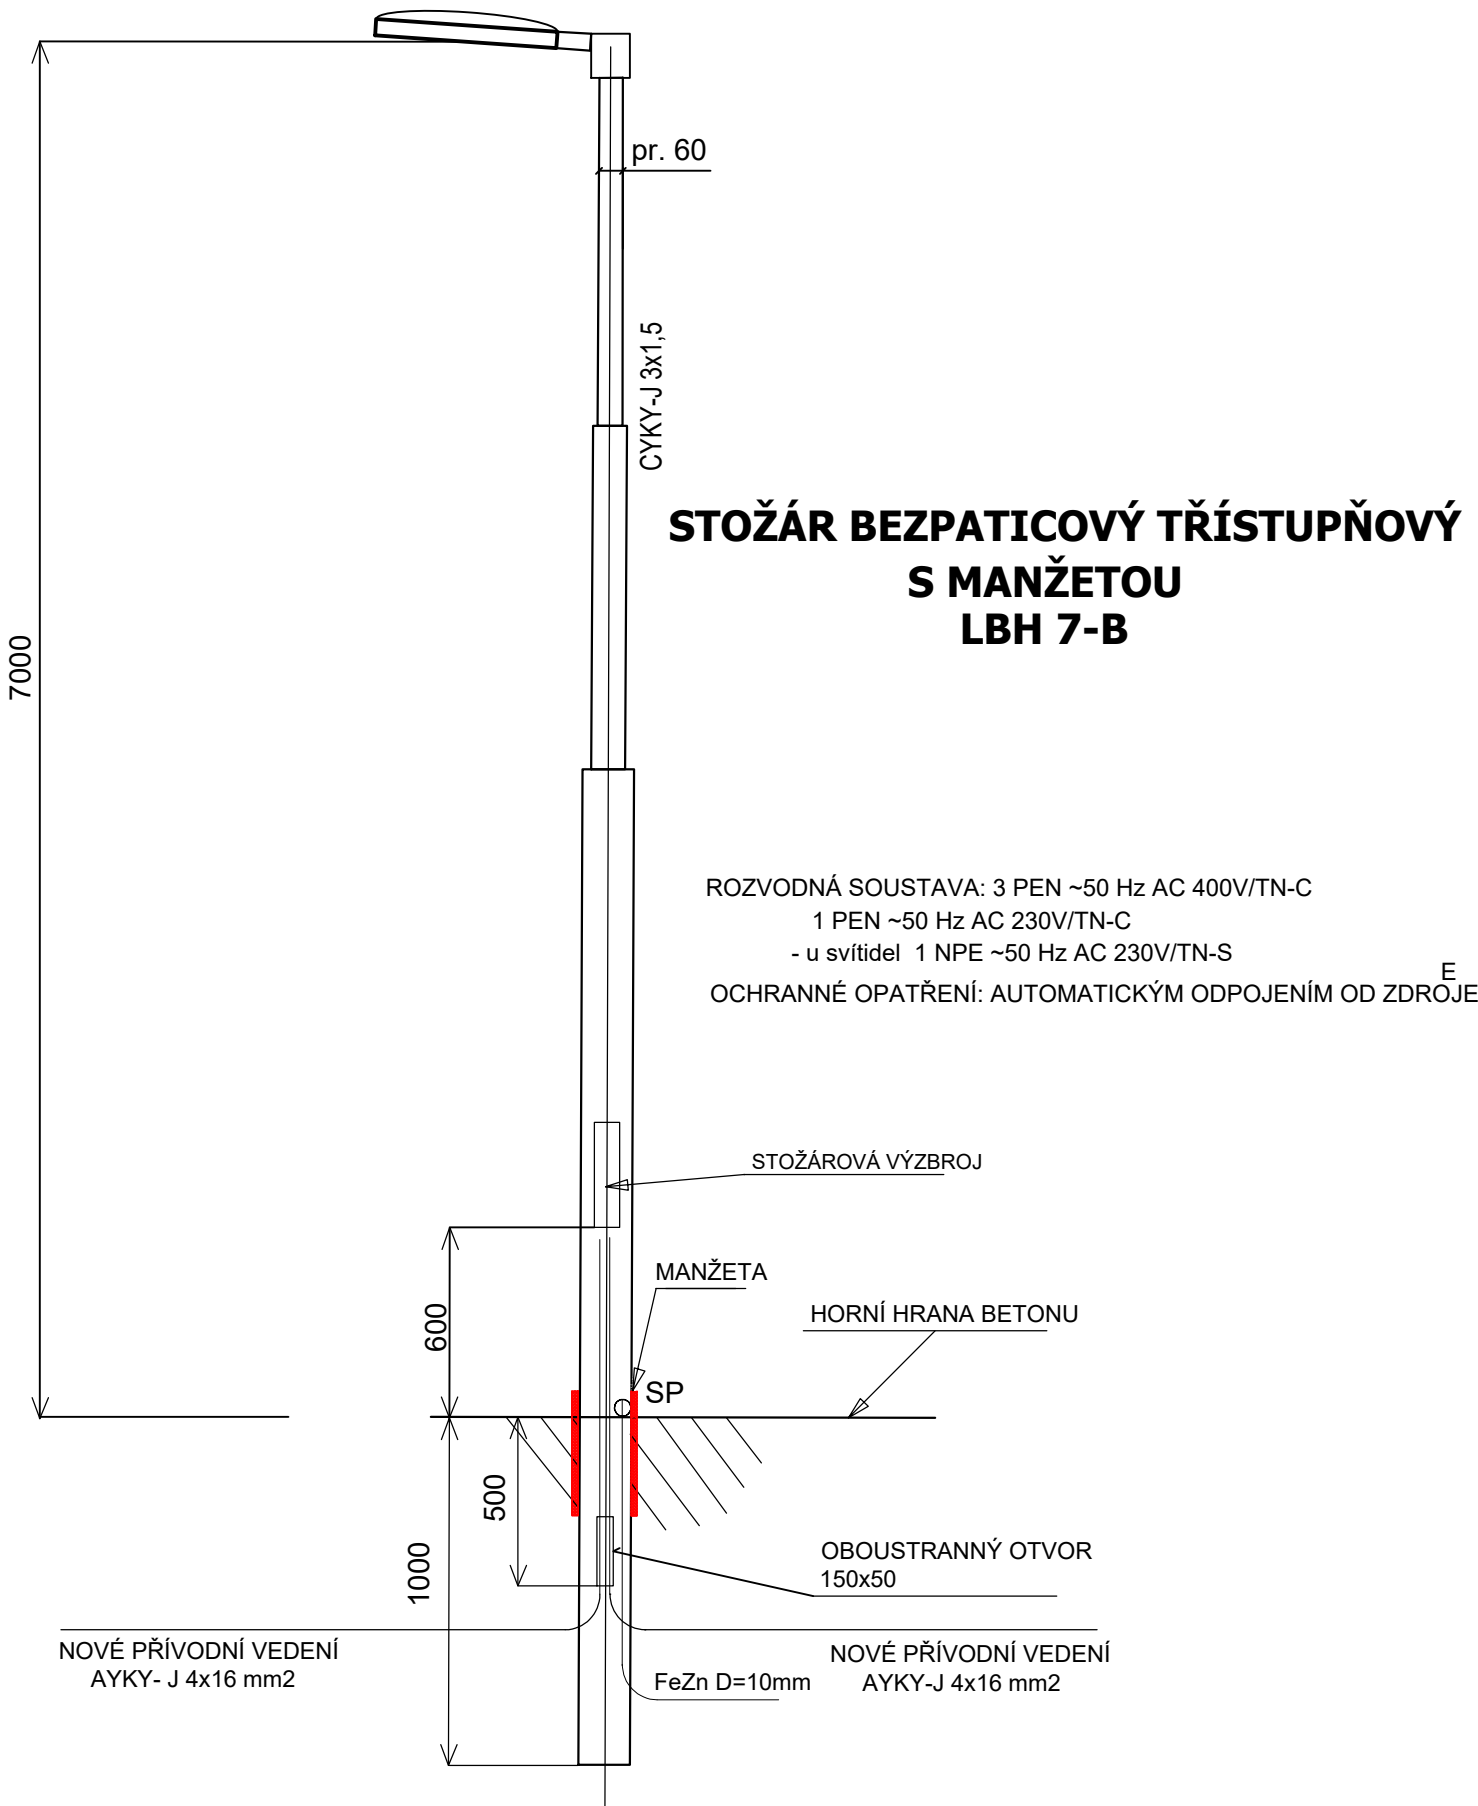 pr. 60
CYKY-J 3x1,5
STOŽÁR BEZPATICOVÝ TŘÍSTUPŇOVÝ
S MANŽETOU
LBH 7-B
7000
ROZVODNÁ SOUSTAVA: 3 PEN ~50 Hz AC 400V/TN-C
1 PEN ~50 Hz AC 230V/TN-C
- u svítidel 1 NPE ~50 Hz AC 230V/TN-S
E
OCHRANNÉ OPATŘENÍ: AUTOMATICKÝM ODPOJENÍM OD ZDROJE
STOŽÁROVÁ VÝZBROJ
MANŽETA
HORNÍ HRANA BETONU
600
SP
500
1000
OBOUSTRANNÝ OTVOR
150x50
NOVÉ PŘÍVODNÍ VEDENÍ
AYKY- J 4x16 mm2
FeZn D=10mm
NOVÉ PŘÍVODNÍ VEDENÍ
AYKY-J 4x16 mm2